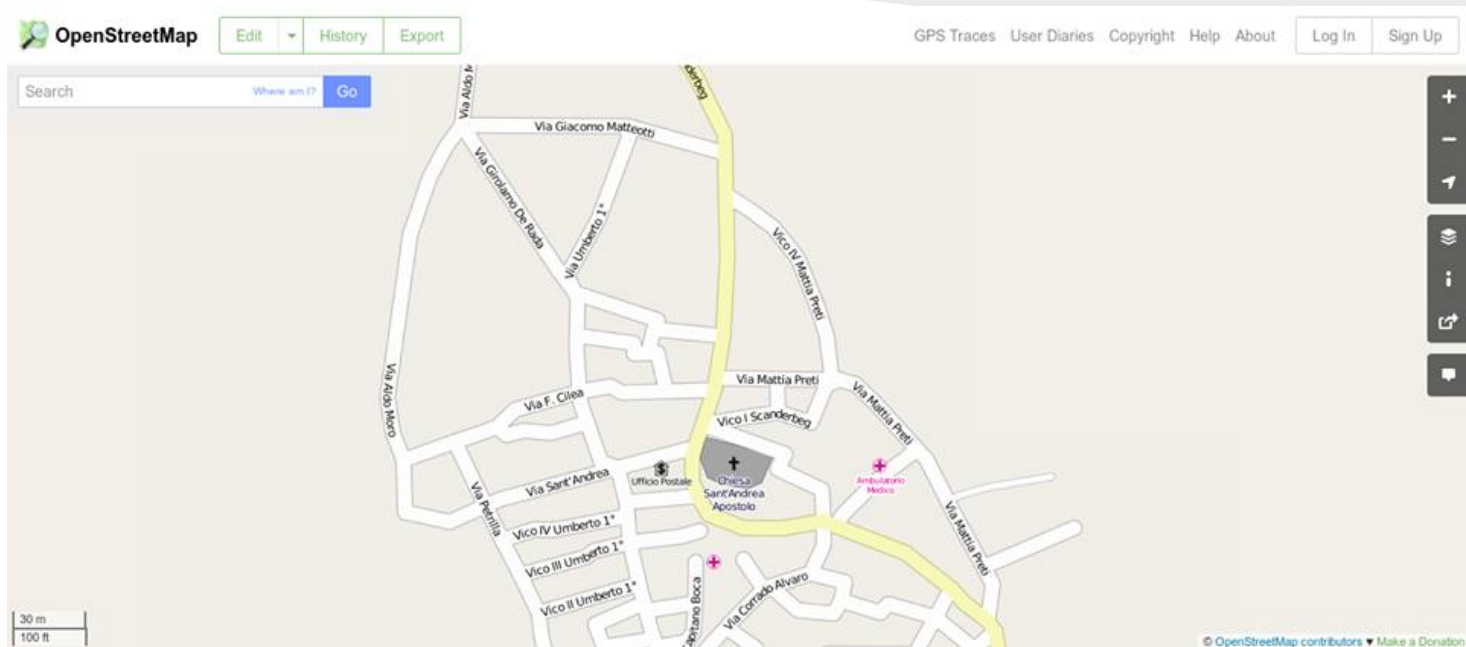 OpenStreetMap
Edit
History
Export
GPS Traces
User Diaries
Copyright
Help
About
Log In
Sign Up
Search
Where am I?
Go
Via Aldo M
derbeg
Via Giacomo Matteotti
Via Girolamo De Rada
Via Umberto 1°
Vico IV Mattia Preti
Via Aldo Moro
Via Mattia Preti
Via Mattia Preti
Via F. Cilea
Vico I Scanderbeg
Via Sant'Andrea
Ufficio Postale
Chiesa
Sant'Andrea
Apostolo
Ambulatorio
Medico
Via Petrilla
Vico IV Umberto 1°
Via Mattia Preti
Vico III Umberto 1°
Vico II Umberto 1°
apitano Boca
Via Corrado Alvaro
30 m
100 ft
© OpenStreetMap contributors ♥ Make a Donation